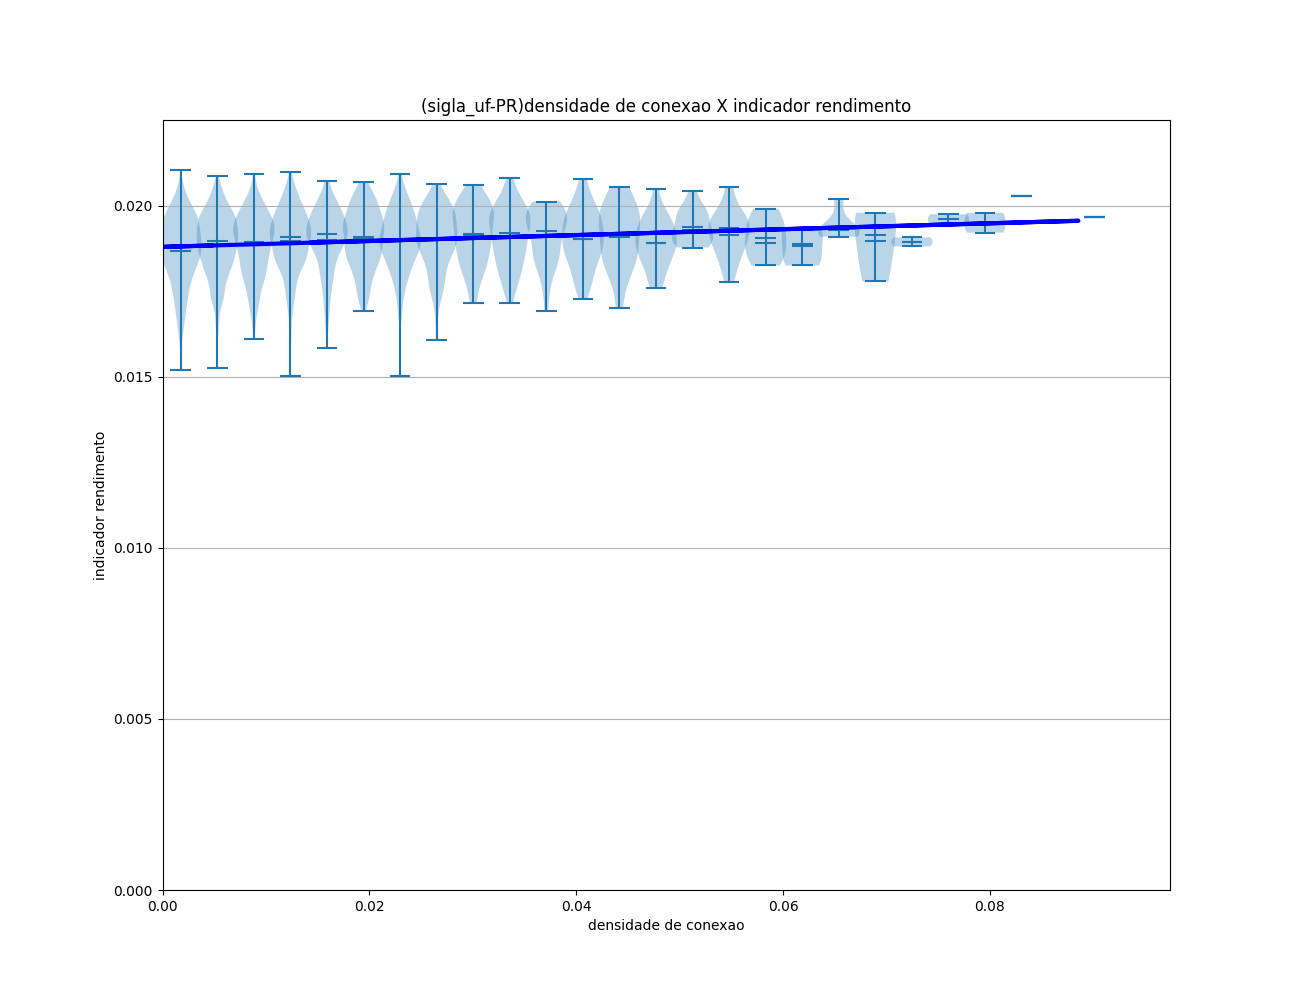 (sigla_uf-PR)densidade de conexao X indicador rendimento
0.020
0.015
0.010
0.005
0.000
indicador rendimento
0.00 0.02 0.04 0.06 0.08
densidade de conexao